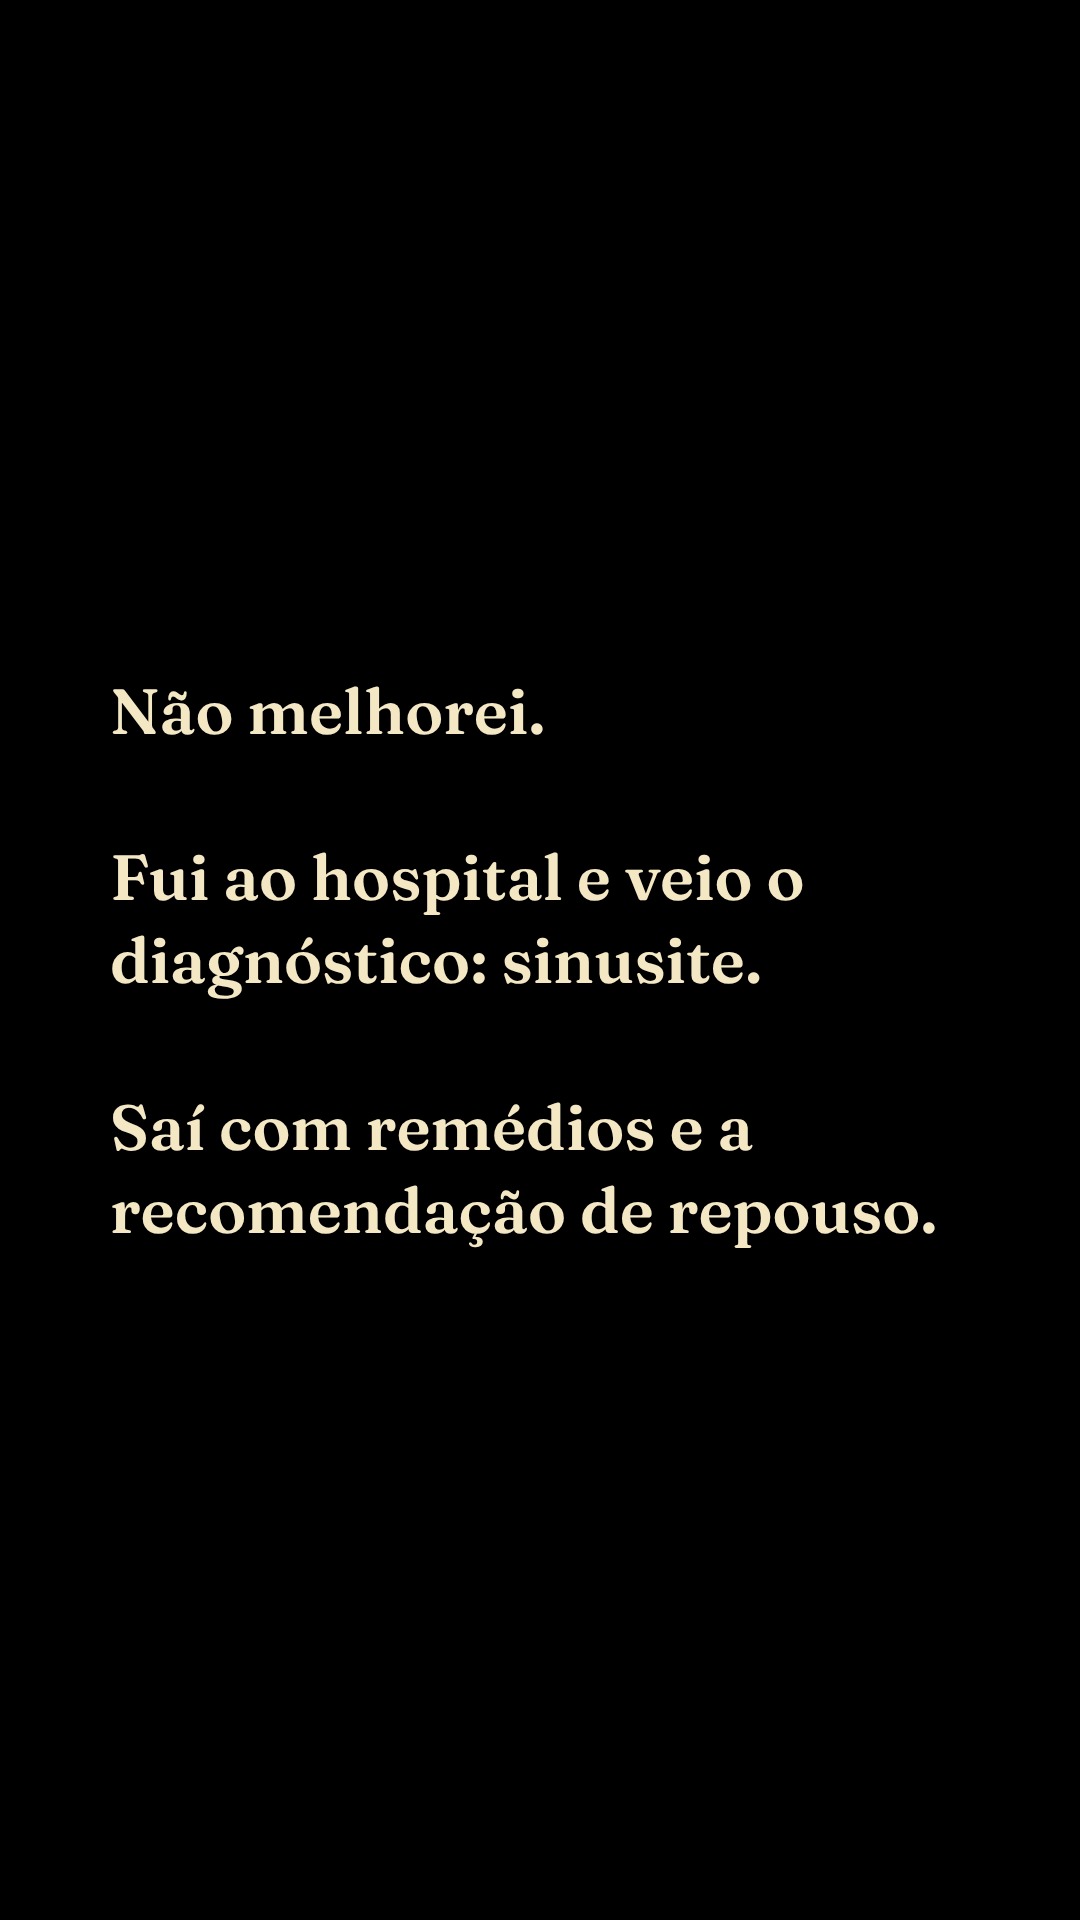 Não melhorei.
Fui ao hospital e veio o
diagnóstico: sinusite.
Saí com remédios e a
recomendação de repouso.